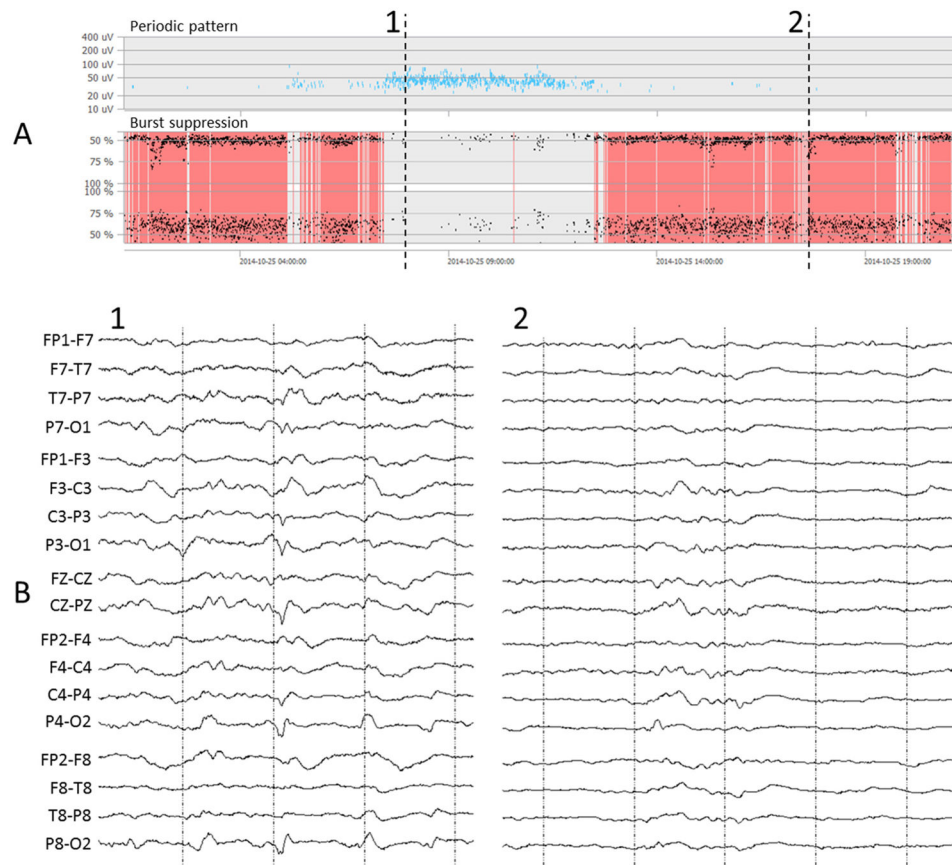 Periodic pattern
1
2
400 uV
200 uV
100 uV
50 uV
20 uV
10 uV
A
Burst suppression
50 %
75 %
100 %
100 %
75 %
50 %
2014-10-25 04:00:00
2014-10-25 09:00:00
2014-10-25 14:00:00
2014-10-25 19:00:00
1
2
FP1-F7
F7-T7
T7-P7
P7-O1
FP1-F3
F3-C3
C3-P3
P3-O1
FZ-CZ
B
CZ-PZ
FP2-F4
F4-C4
C4-P4
P4-O2
FP2-F8
F8-T8
T8-P8
P8-O2